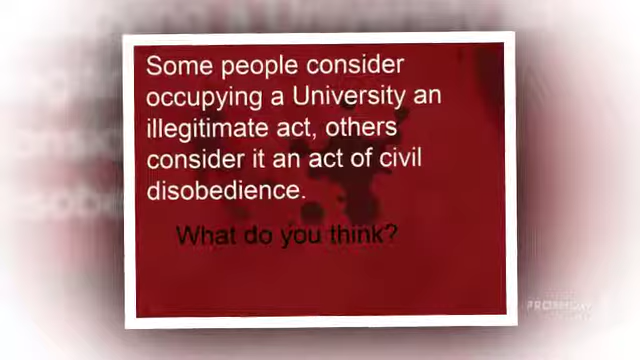 Some people consider
occupying a University an
illegitimate act, others
consider it an act of civil
disobedience.
What do you think?